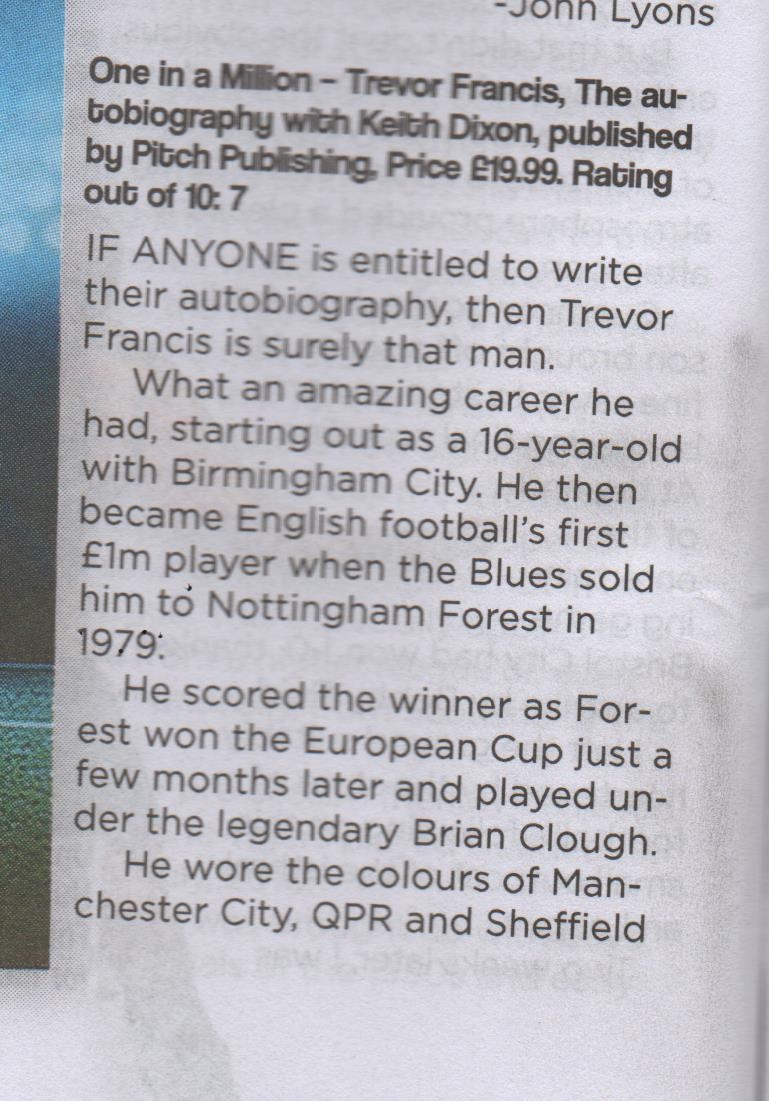 -John Lyons
One in a Million – Trevor Francis, The au-
tobiography with Keith Dixon, published
by Pitch Publishing, Price £19.99. Rating
out of 10: 7
IF ANYONE is entitled to write
their autobiography, then Trevor
Francis is surely that man.
What an amazing career he
had, starting out as a 16-year-old
with Birmingham City. He then
became English football's first
£1m player when the Blues sold
him to Nottingham Forest in
1979.
He scored the winner as For-
est won the European Cup just a
few months later and played un-
der the legendary Brian Clough.
He wore the colours of Man-
chester City, QPR and Sheffield